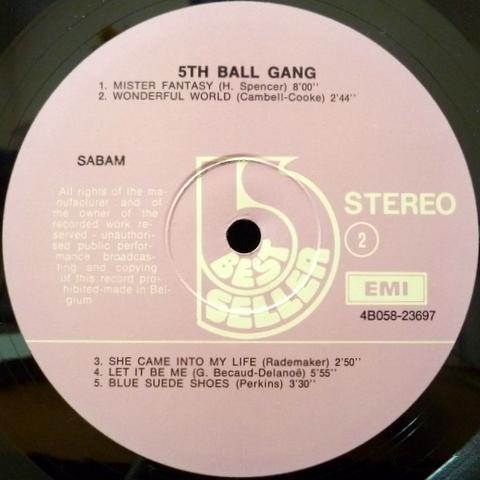 5TH BALL GANG
1. MISTER FANTASY (H. Spencer) 8'00''
2. WONDERFUL WORLD (Cambell-Cooke) 2'44''
SABAM
All rights of the ma-
nufacturer and of
the owner of the
recorded work re-
served - unauthori-
sed public perfor-
mance broadcas-
ting and copying
of this record pro-
hibited-made in Bel-
gium
BEST
SELLER
STEREO
2
EMI
4B058-23697
3. SHE CAME INTO MY LIFE (Rademaker) 2'50''
4. LET IT BE ME (G. Becaud-Delanoë) 5'55''
5. BLUE SUEDE SHOES (Perkins) 3'30''